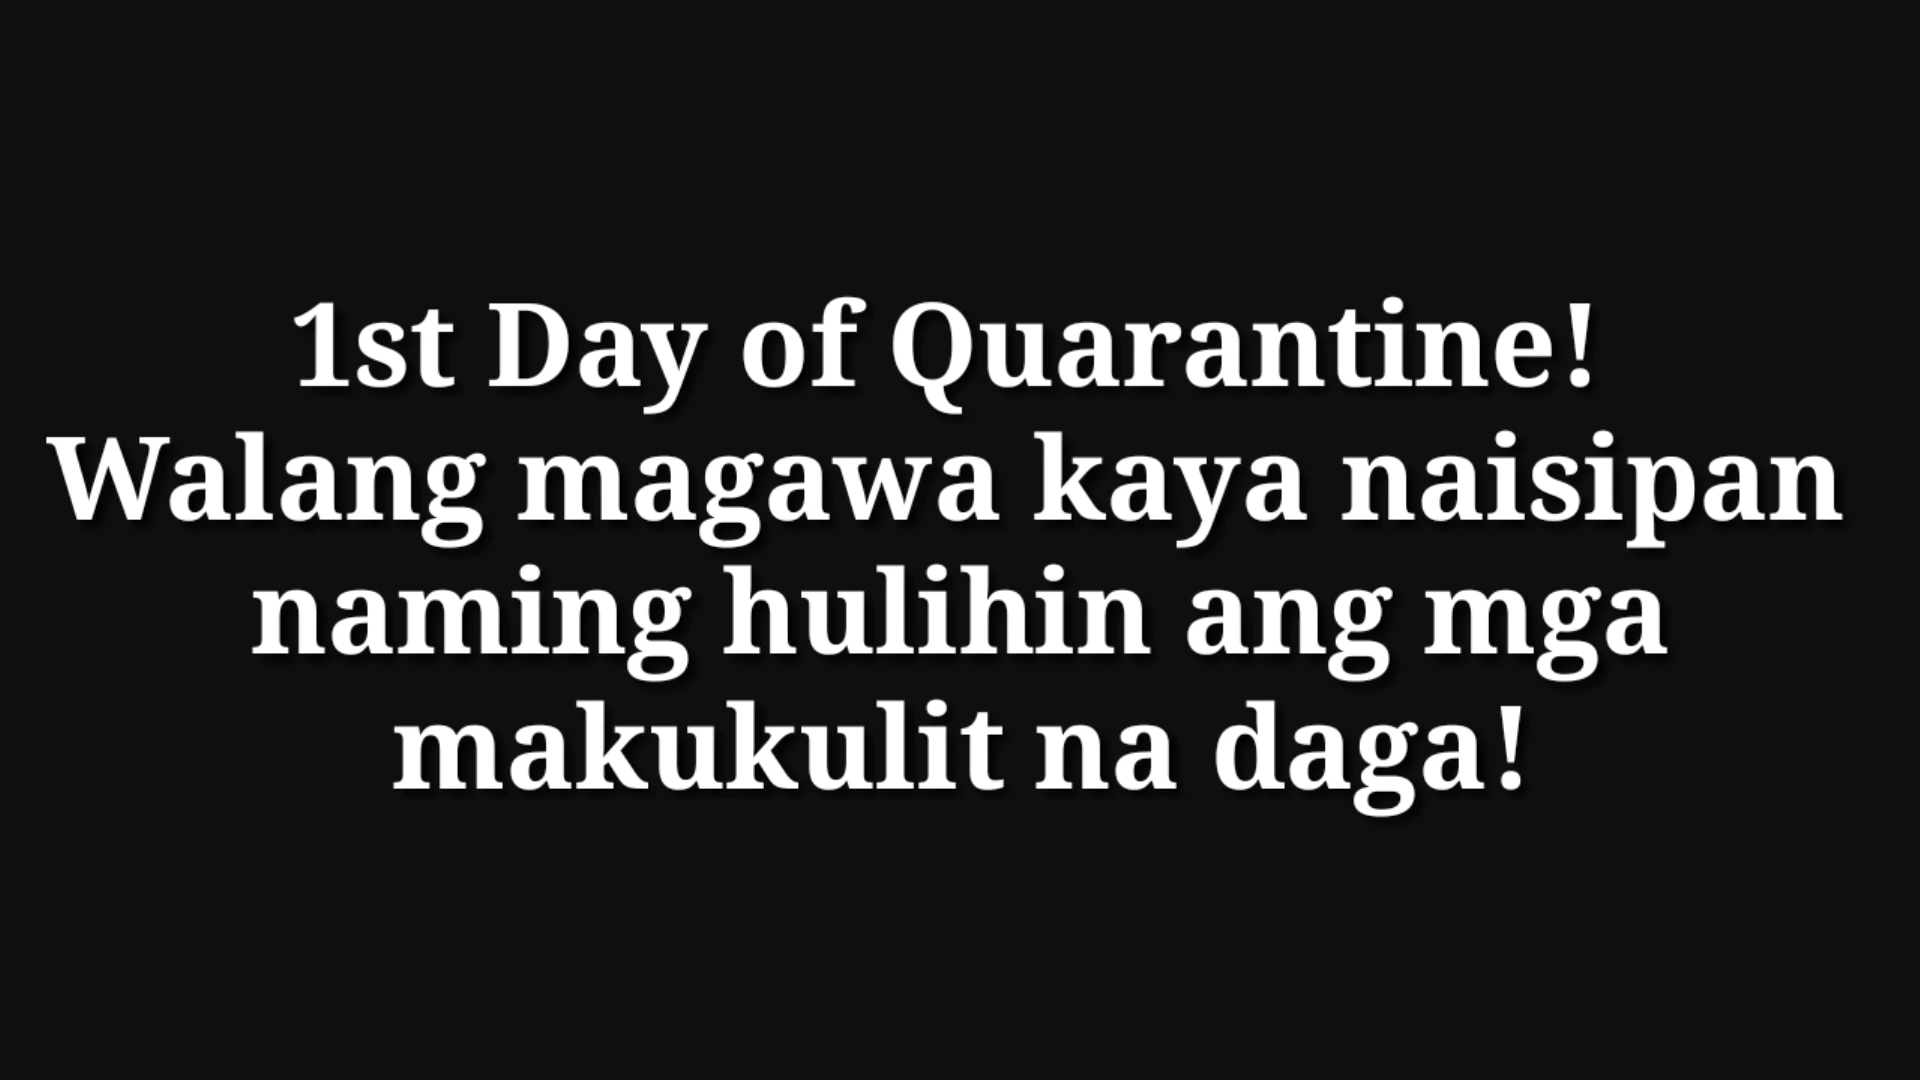 1st Day of Quarantine!
Walang magawa kaya naisipan
naming hulihin ang mga
makukulit na daga!